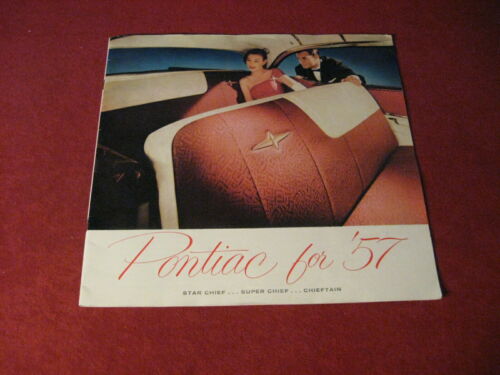 Pontiac for '57
STAR CHIEF ... SUPER CHIEF ... CHIEFTAIN